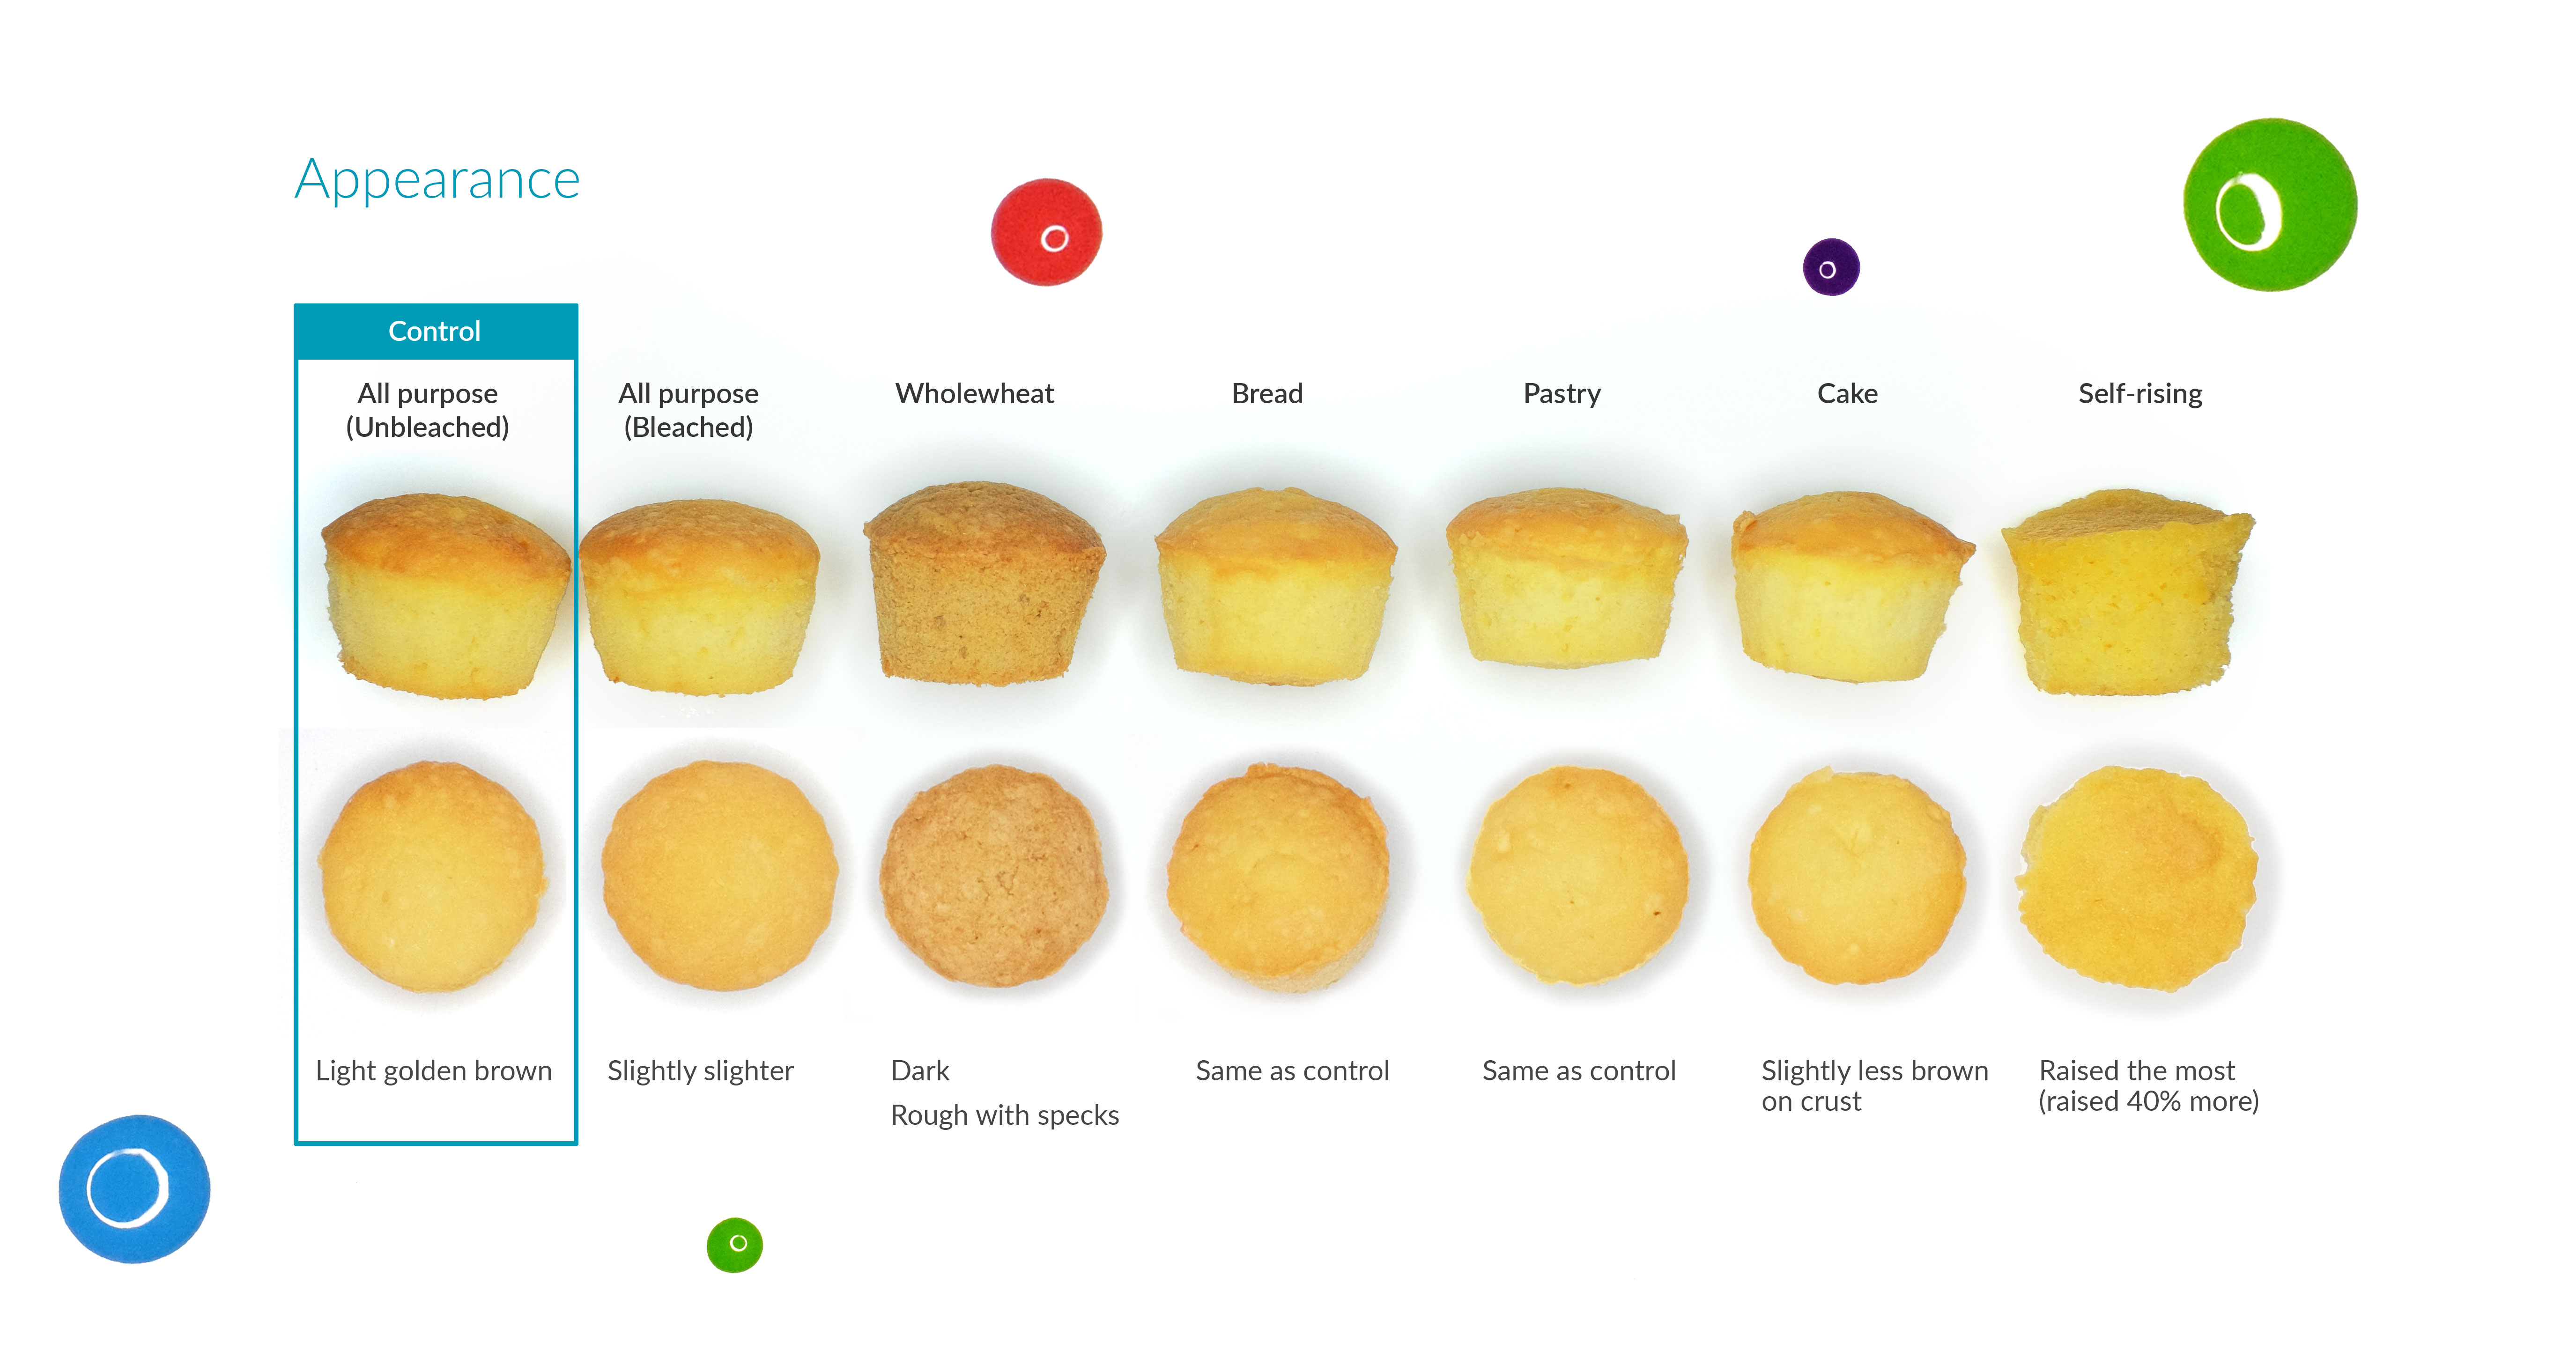 Appearance
Control
All purpose
(Unbleached)
All purpose
(Bleached)
Wholewheat
Bread
Pastry
Cake
Self-rising
Light golden brown
Slightly slighter
Dark
Rough with specks
Same as control
Same as control
Slightly less brown
on crust
Raised the most
(raised 40% more)